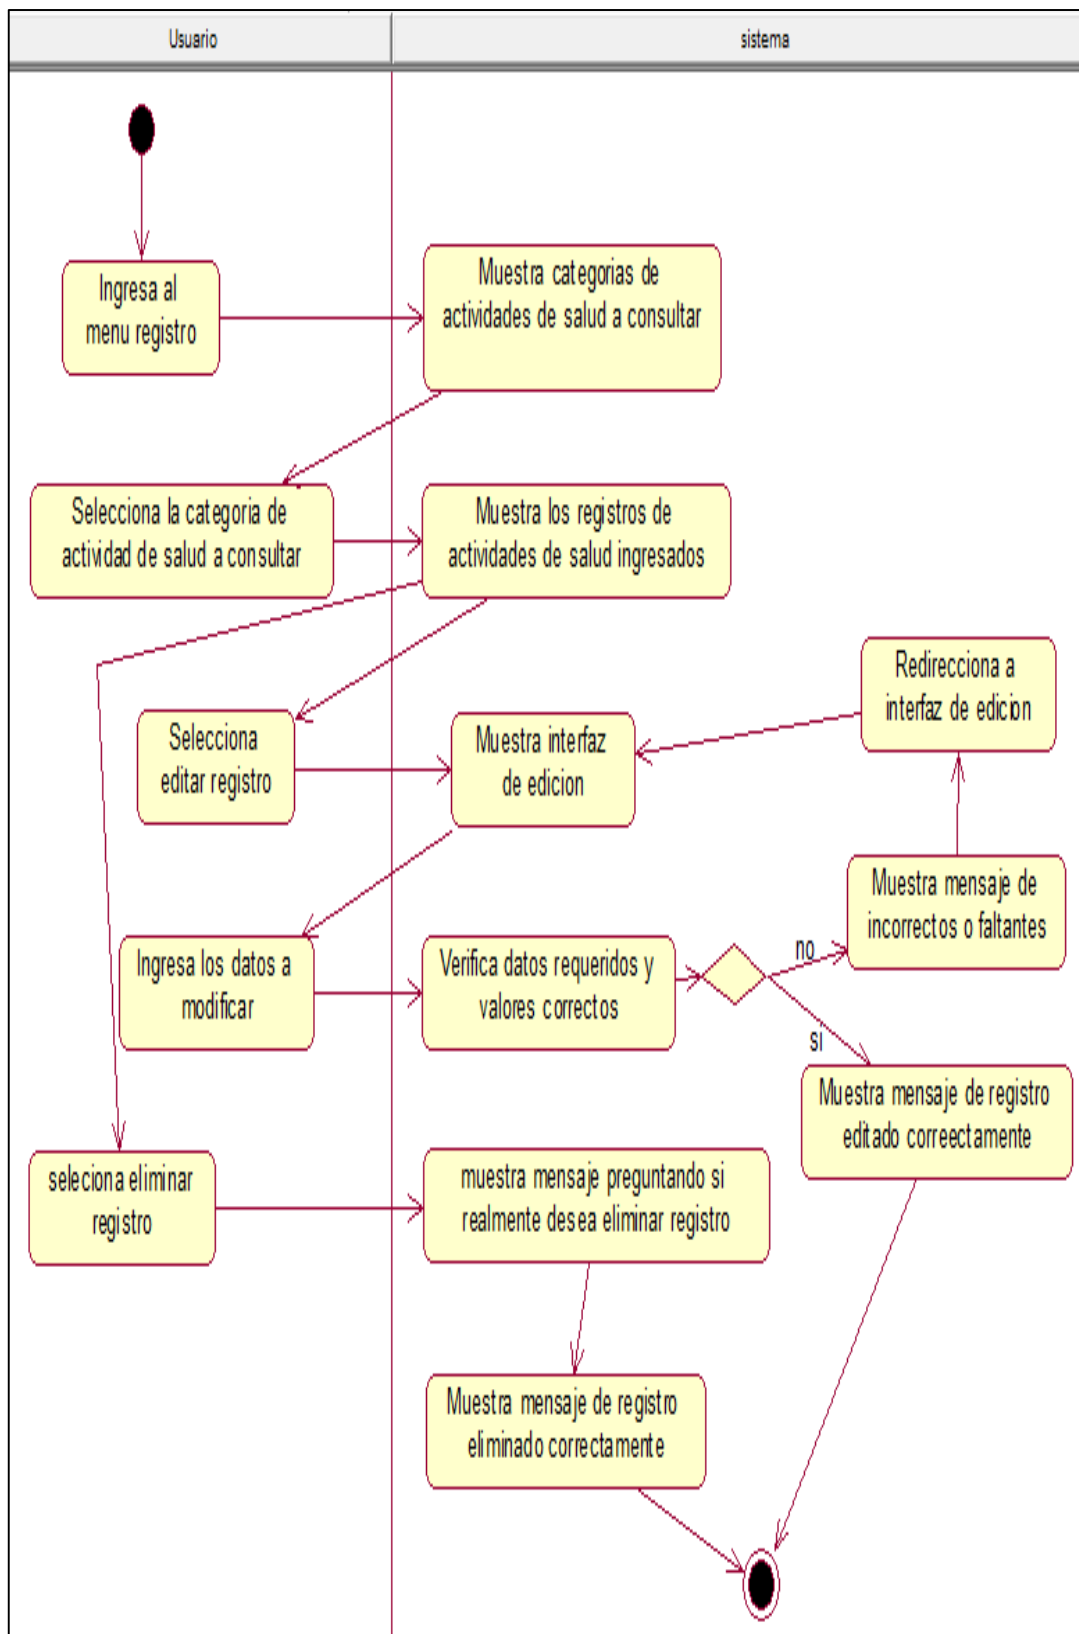 Usuario
sistema
Ingresa al
menu registro
Muestra categorias de
actividades de salud a consultar
Selecciona la categoria de
actividad de salud a consultar
Muestra los registros de
actividades de salud ingresados
Redirecciona a
interfaz de edicion
Selecciona
editar registro
Muestra interfaz
de edicion
Muestra mensaje de
incorrectos o faltantes
Ingresa los datos a
modificar
Verifica datos requeridos y
valores correctos
no
si
Muestra mensaje de registro
editado correectamente
seleciona eliminar
registro
muestra mensaje preguntando si
realmente desea eliminar registro
Muestra mensaje de registro
eliminado correctamente